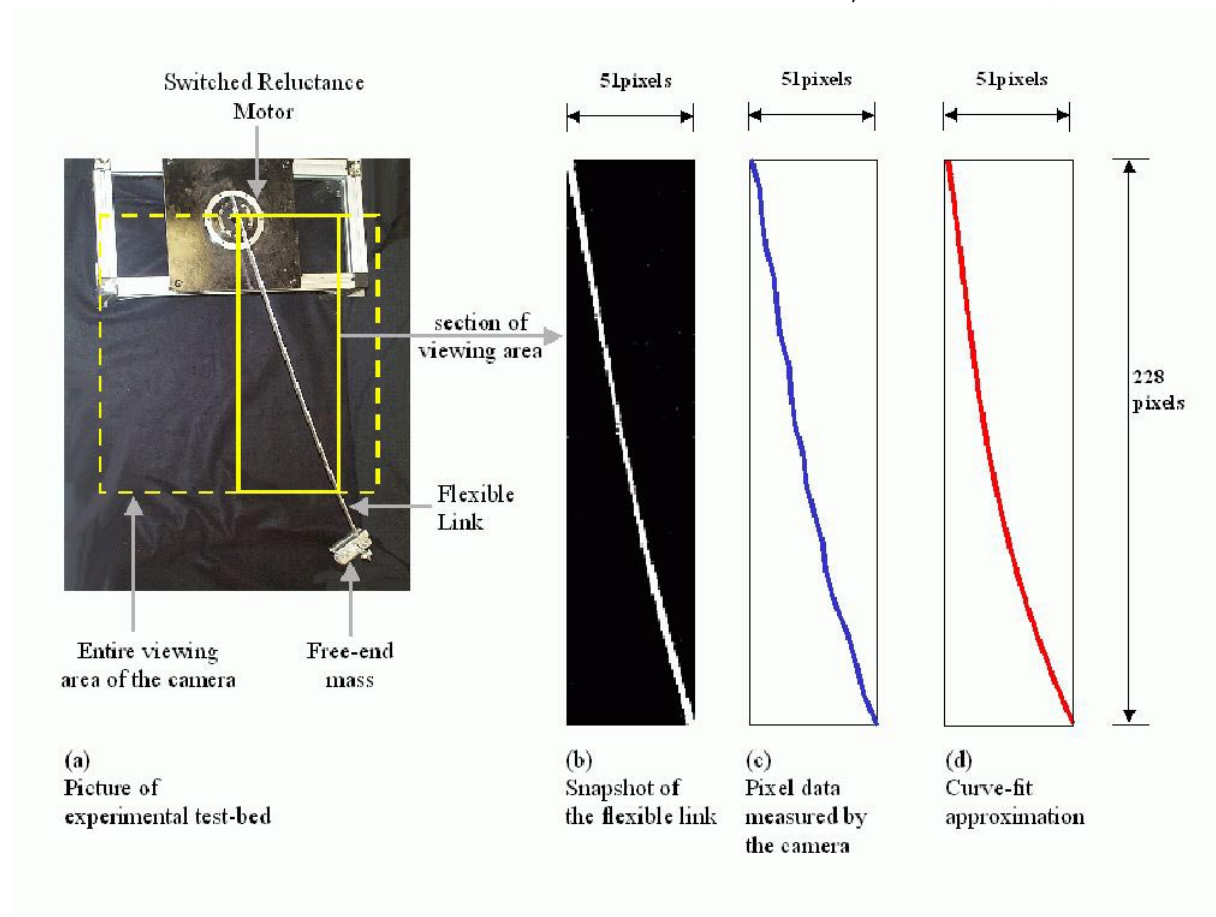 Switched Reluctance
Motor
51pixels
51pixels
51pixels
section of
viewing area
228
pixels
Flexible
Link
Entire viewing
area of the camera
Free-end
mass
(a)
Picture of
experimental test-bed
(b)
Snapshot of
the flexible link
(c)
Pixel data
measured by
the camera
(d)
Curve-fit
approximation